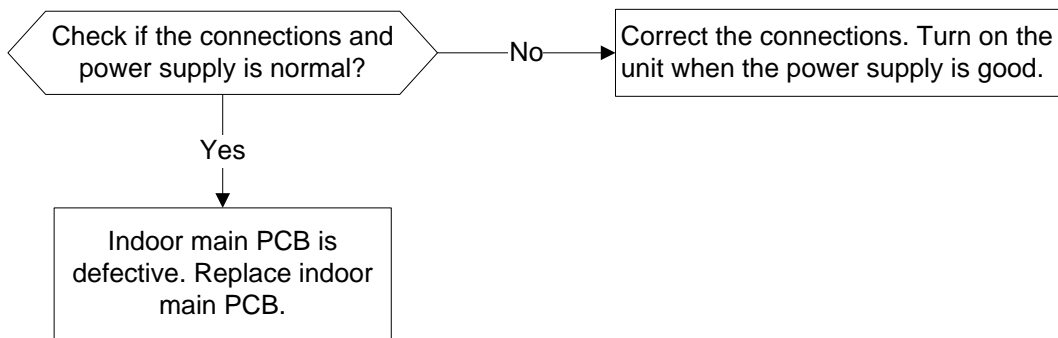 Check if the connections and
power supply is normal?
No
Correct the connections. Turn on the
unit when the power supply is good.
Yes
Indoor main PCB is
defective. Replace indoor
main PCB.